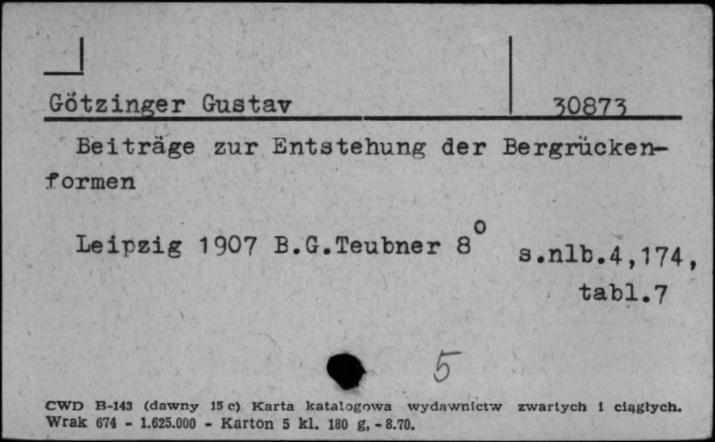 Götzinger Gustav 30873
Beiträge zur Entstehung der Bergrücken-
formen
Leipzig 1907 B.G.Teubner 8° s.nlb.4,174,
tabl.7
5
CWD B-143 (dawny 15 c) Karta katalogowa wydawnictw zwartych i ciągłych.
Wrak 674 - 1.625.000 - Karton 5 kl. 180 g, - 8.70.